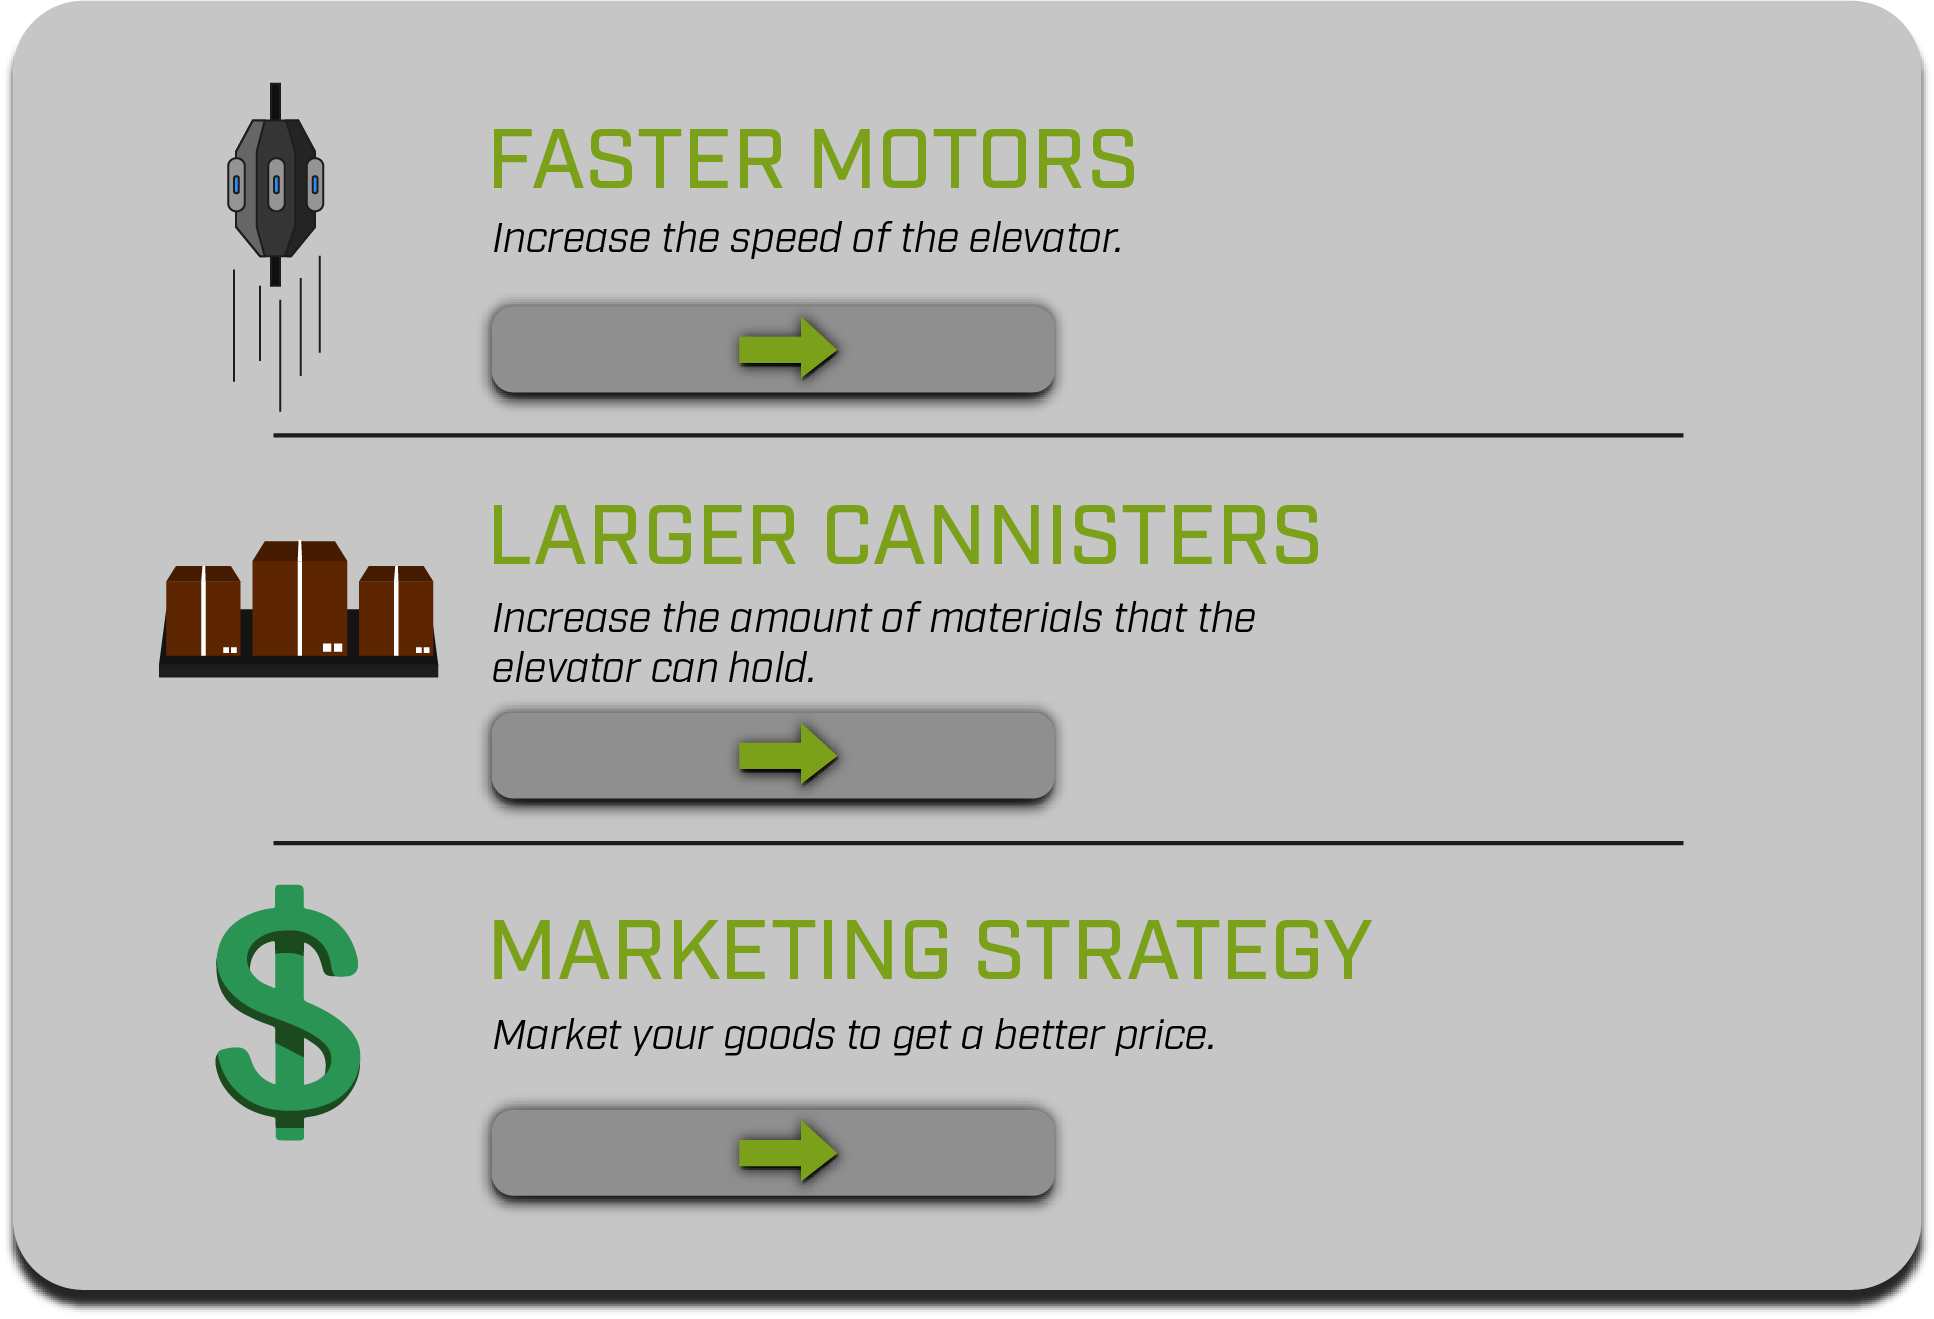 FASTER MOTORS
Increase the speed of the elevator.
LARGER CANNISTERS
Increase the amount of materials that the
elevator can hold.
MARKETING STRATEGY
Market your goods to get a better price.